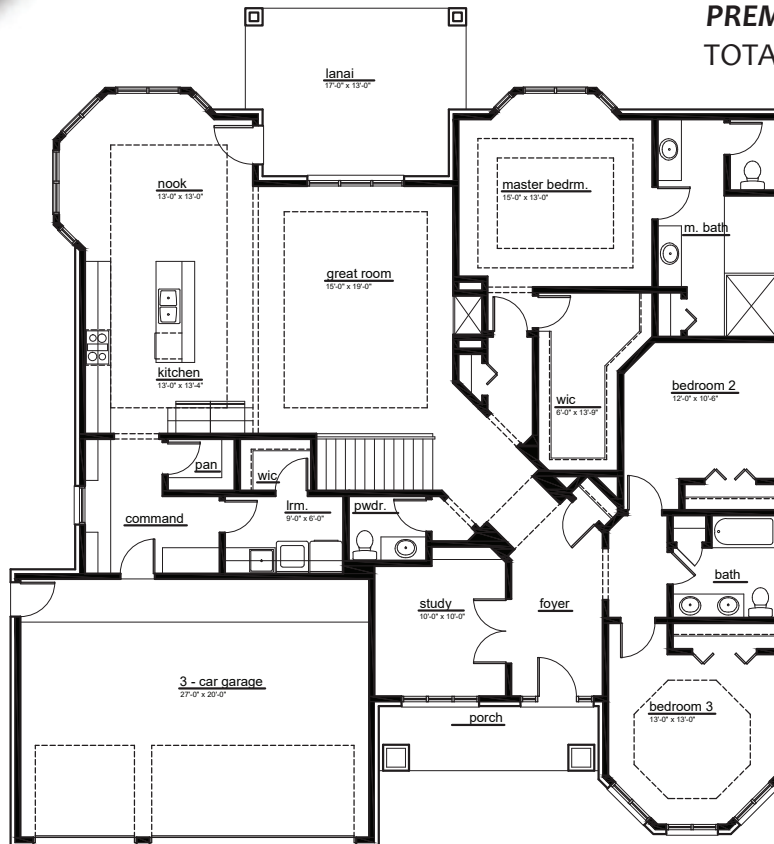 PREM
TOTA
lanai
17'-0" x 13'-0"
nook
13'-0" x 13'-0"
master bedrm.
15'-0" x 13'-0"
m. bath
great room
15'-0" x 19'-0"
kitchen
13'-0" x 13'-4"
wic
6'-0" x 13'-9"
bedroom 2
12'-0" x 10'-6"
pan
wic
command
lrm.
9'-0" x 6'-0"
pwdr.
bath
study
10'-0" x 10'-0"
foyer
3 - car garage
27'-0" x 20'-0"
bedroom 3
13'-0" x 13'-0"
porch